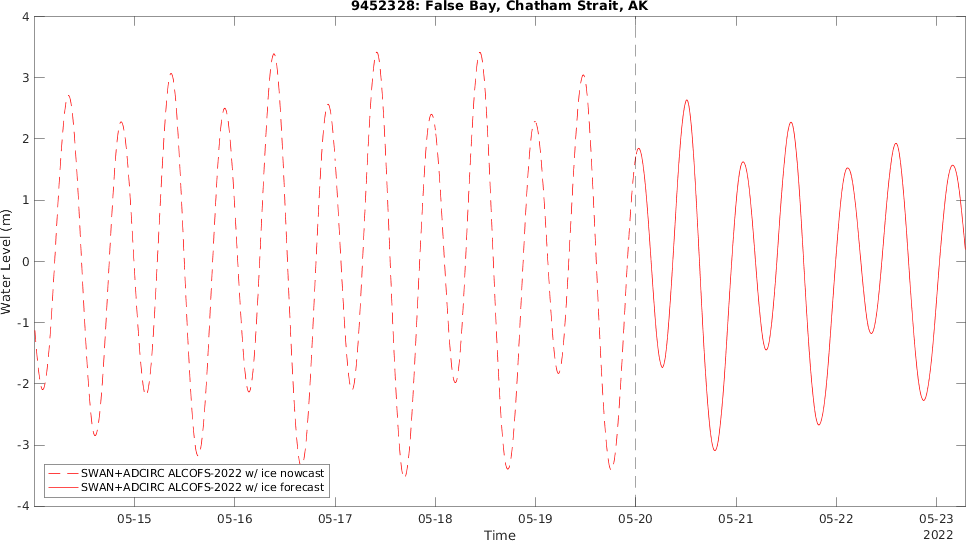 9452328: False Bay, Chatham Strait, AK
4
3
2
1
0
-1
-2
-3
-4
Water Level (m)
SWAN+ADCIRC ALCOFS-2022 w/ ice nowcast
SWAN+ADCIRC ALCOFS-2022 w/ ice forecast
05-15 05-16 05-17 05-18 05-19 05-20 05-21 05-22 05-23
Time
2022